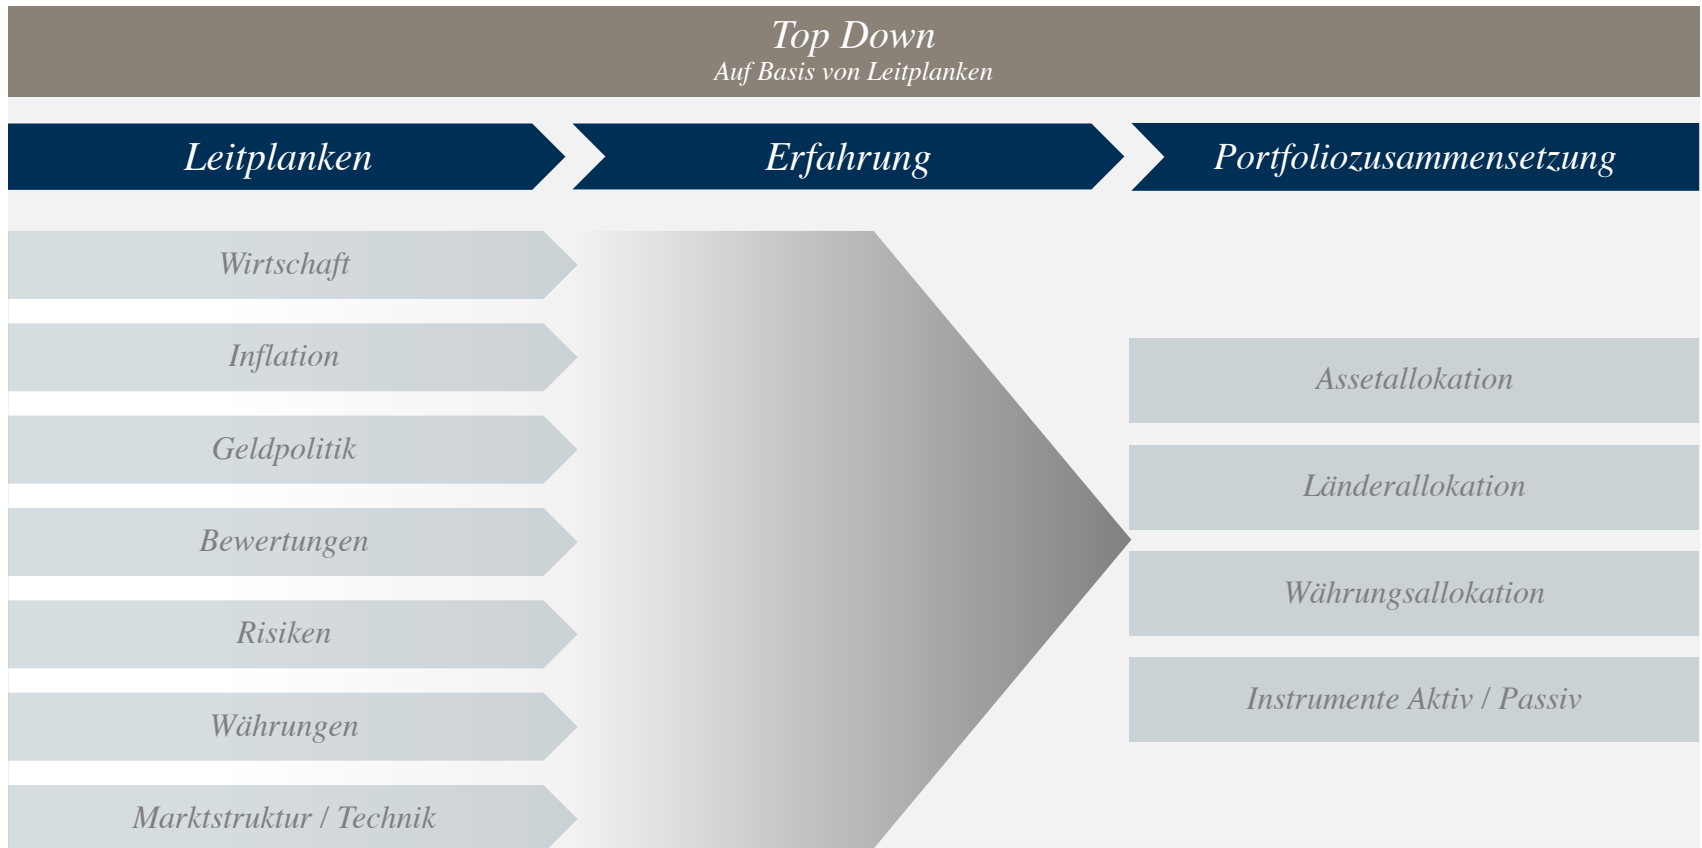 Top Down
Auf Basis von Leitplanken
Leitplanken
Erfahrung
Portfoliozusammensetzung
Wirtschaft
Inflation
Geldpolitik
Bewertungen
Risiken
Währungen
Marktstruktur / Technik
Assetallokation
Länderallokation
Währungsallokation
Instrumente Aktiv / Passiv